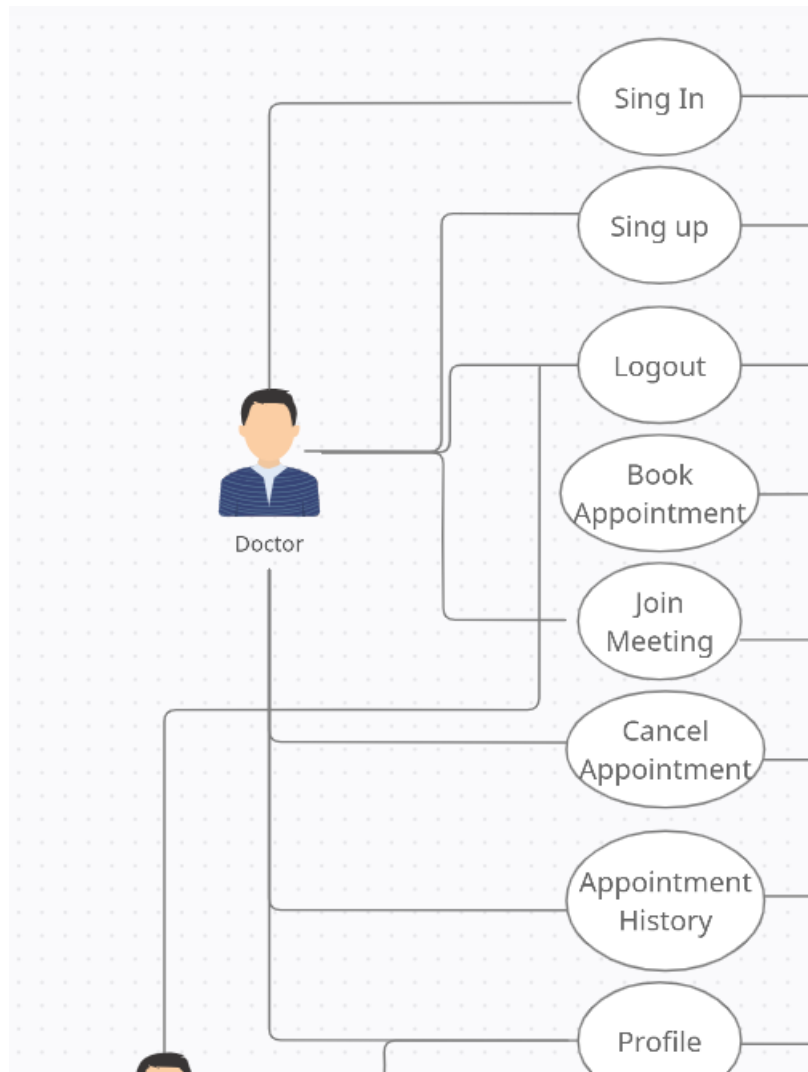 Sing In
Sing up
Logout
Book
Appointment
Doctor
Join
Meeting
Cancel
Appointment
Appointment
History
Profile